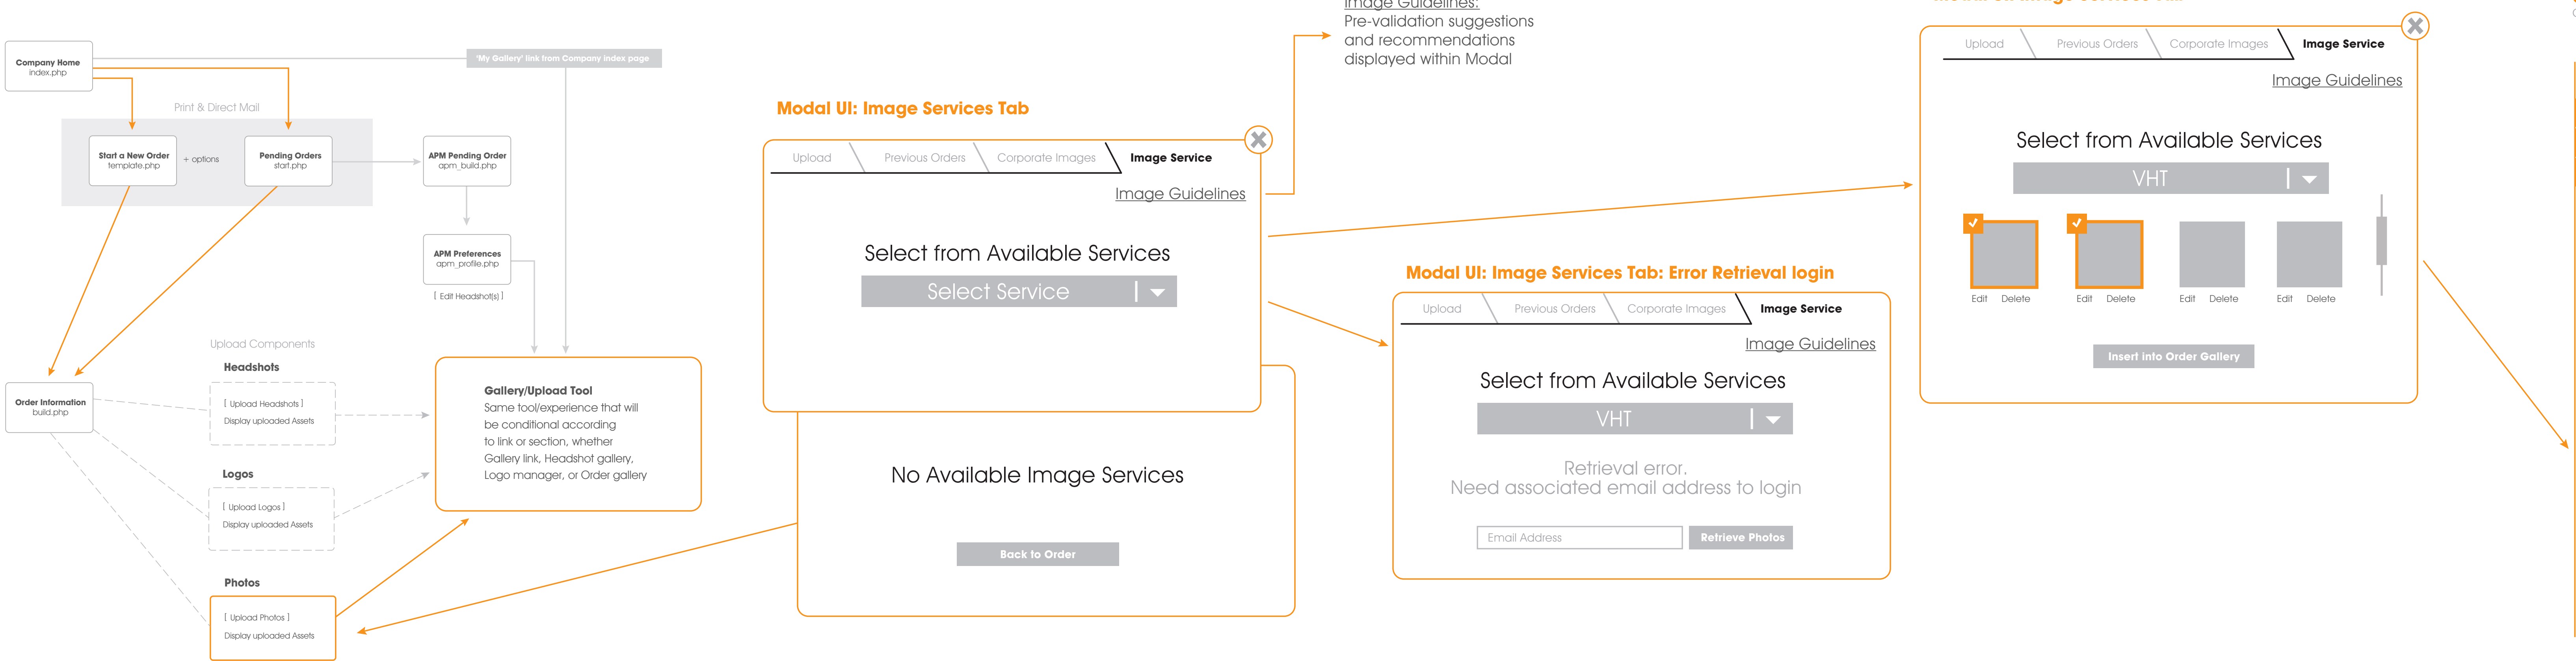 Company Home
index.php
'My Gallery' link from Company index page
Print & Direct Mail
Start a New Order
template.php
+ options
Pending Orders
start.php
APM Pending Order
apm_build.php
APM Preferences
apm_profile.php
[ Edit Headshot(s) ]
Order Information
build.php
Upload Components
Headshots
[ Upload Headshots ]
Display uploaded Assets
Logos
[ Upload Logos ]
Display uploaded Assets
Photos
[ Upload Photos ]
Display uploaded Assets
Gallery/Upload Tool
Same tool/experience that will
be conditional according
to link or section, whether
Gallery link, Headshot gallery,
Logo manager, or Order gallery
Modal UI: Image Services Tab
Upload Previous Orders Corporate Images Image Service
Image Guidelines
Select from Available Services
Select Service
No Available Image Services
Back to Order
Image Guidelines:
Pre-validation suggestions
and recommendations
displayed within Modal
Modal UI: Image Services Tab: Error Retrieval login
Upload Previous Orders Corporate Images Image Service
Image Guidelines
Select from Available Services
VHT
Retrieval error.
Need associated email address to login
Email Address
Retrieve Photos
Upload Previous Orders Corporate Images Image Service
Image Guidelines
Select from Available Services
VHT
Edit Delete Edit Delete Edit Delete Edit Delete
Insert into Order Gallery